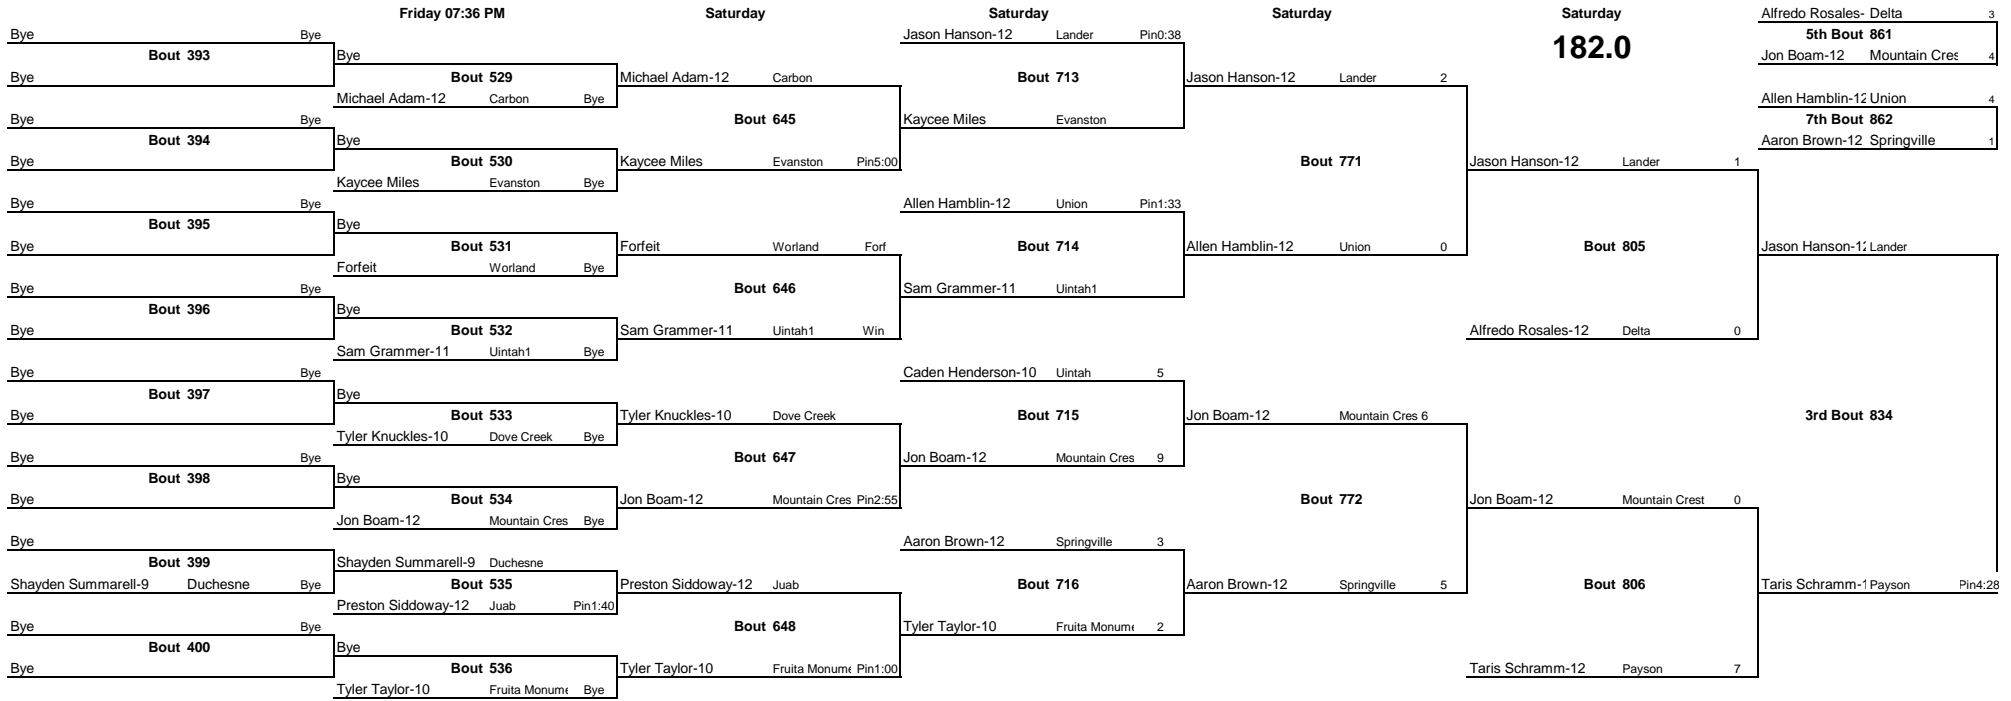 Friday 07:36 PM Saturday Saturday Saturday Saturday
182.0
Bye Bye
Bout 393
Bye
Bye Bye
Bout 394
Bye
Bye Bye
Bout 395
Bye
Bye Bye
Bout 396
Bye
Bye Bye
Bout 397
Bye
Bye Bye
Bout 398
Bye
Bye
Bout 399
Shayden Summarell-9 Duchesne Bye
Bye Bye
Bout 400
Bye
Bye
Bout 529
Michael Adam-12 Carbon Bye
Bye
Bout 530
Kaycee Miles Evanston Bye
Bye
Bout 531
Forfeit Worland Bye
Bye
Bout 532
Sam Grammer-11 Uintah1 Bye
Bye
Bout 533
Tyler Knuckles-10 Dove Creek Bye
Bye
Bout 534
Jon Boam-12 Mountain Cres Bye
Shayden Summarell-9 Duchesne
Bout 535
Preston Siddoway-12 Juab Pin1:40
Bye
Bout 536
Tyler Taylor-10 Fruita Monume Bye
Michael Adam-12 Carbon
Bout 645
Kaycee Miles Evanston Pin5:00
Forfeit Worland Forf
Bout 646
Sam Grammer-11 Uintah1 Win
Tyler Knuckles-10 Dove Creek
Bout 647
Jon Boam-12 Mountain Cres Pin2:55
Preston Siddoway-12 Juab
Bout 648
Tyler Taylor-10 Fruita Monume Pin1:00
Jason Hanson-12 Lander Pin0:38
Bout 713
Kaycee Miles Evanston
Allen Hamblin-12 Union Pin1:33
Bout 714
Sam Grammer-11 Uintah1
Caden Henderson-10 Uintah 5
Bout 715
Jon Boam-12 Mountain Cres 9
Aaron Brown-12 Springville 3
Bout 716
Tyler Taylor-10 Fruita Monume 2
Jason Hanson-12 Lander 2
Bout 771
Allen Hamblin-12 Union 0
Jon Boam-12 Mountain Cres 6
Bout 772
Aaron Brown-12 Springville 5
Jason Hanson-12 Lander 1
Bout 805
Alfredo Rosales-12 Delta 0
Jon Boam-12 Mountain Crest 0
Bout 806
Taris Schramm-12 Payson 7
Alfredo Rosales- Delta 3
5th Bout 861
Jon Boam-12 Mountain Cres 4
Allen Hamblin-12 Union 4
7th Bout 862
Aaron Brown-12 Springville 1
Jason Hanson-12 Lander
3rd Bout 834
Taris Schramm-1 Payson Pin4:28